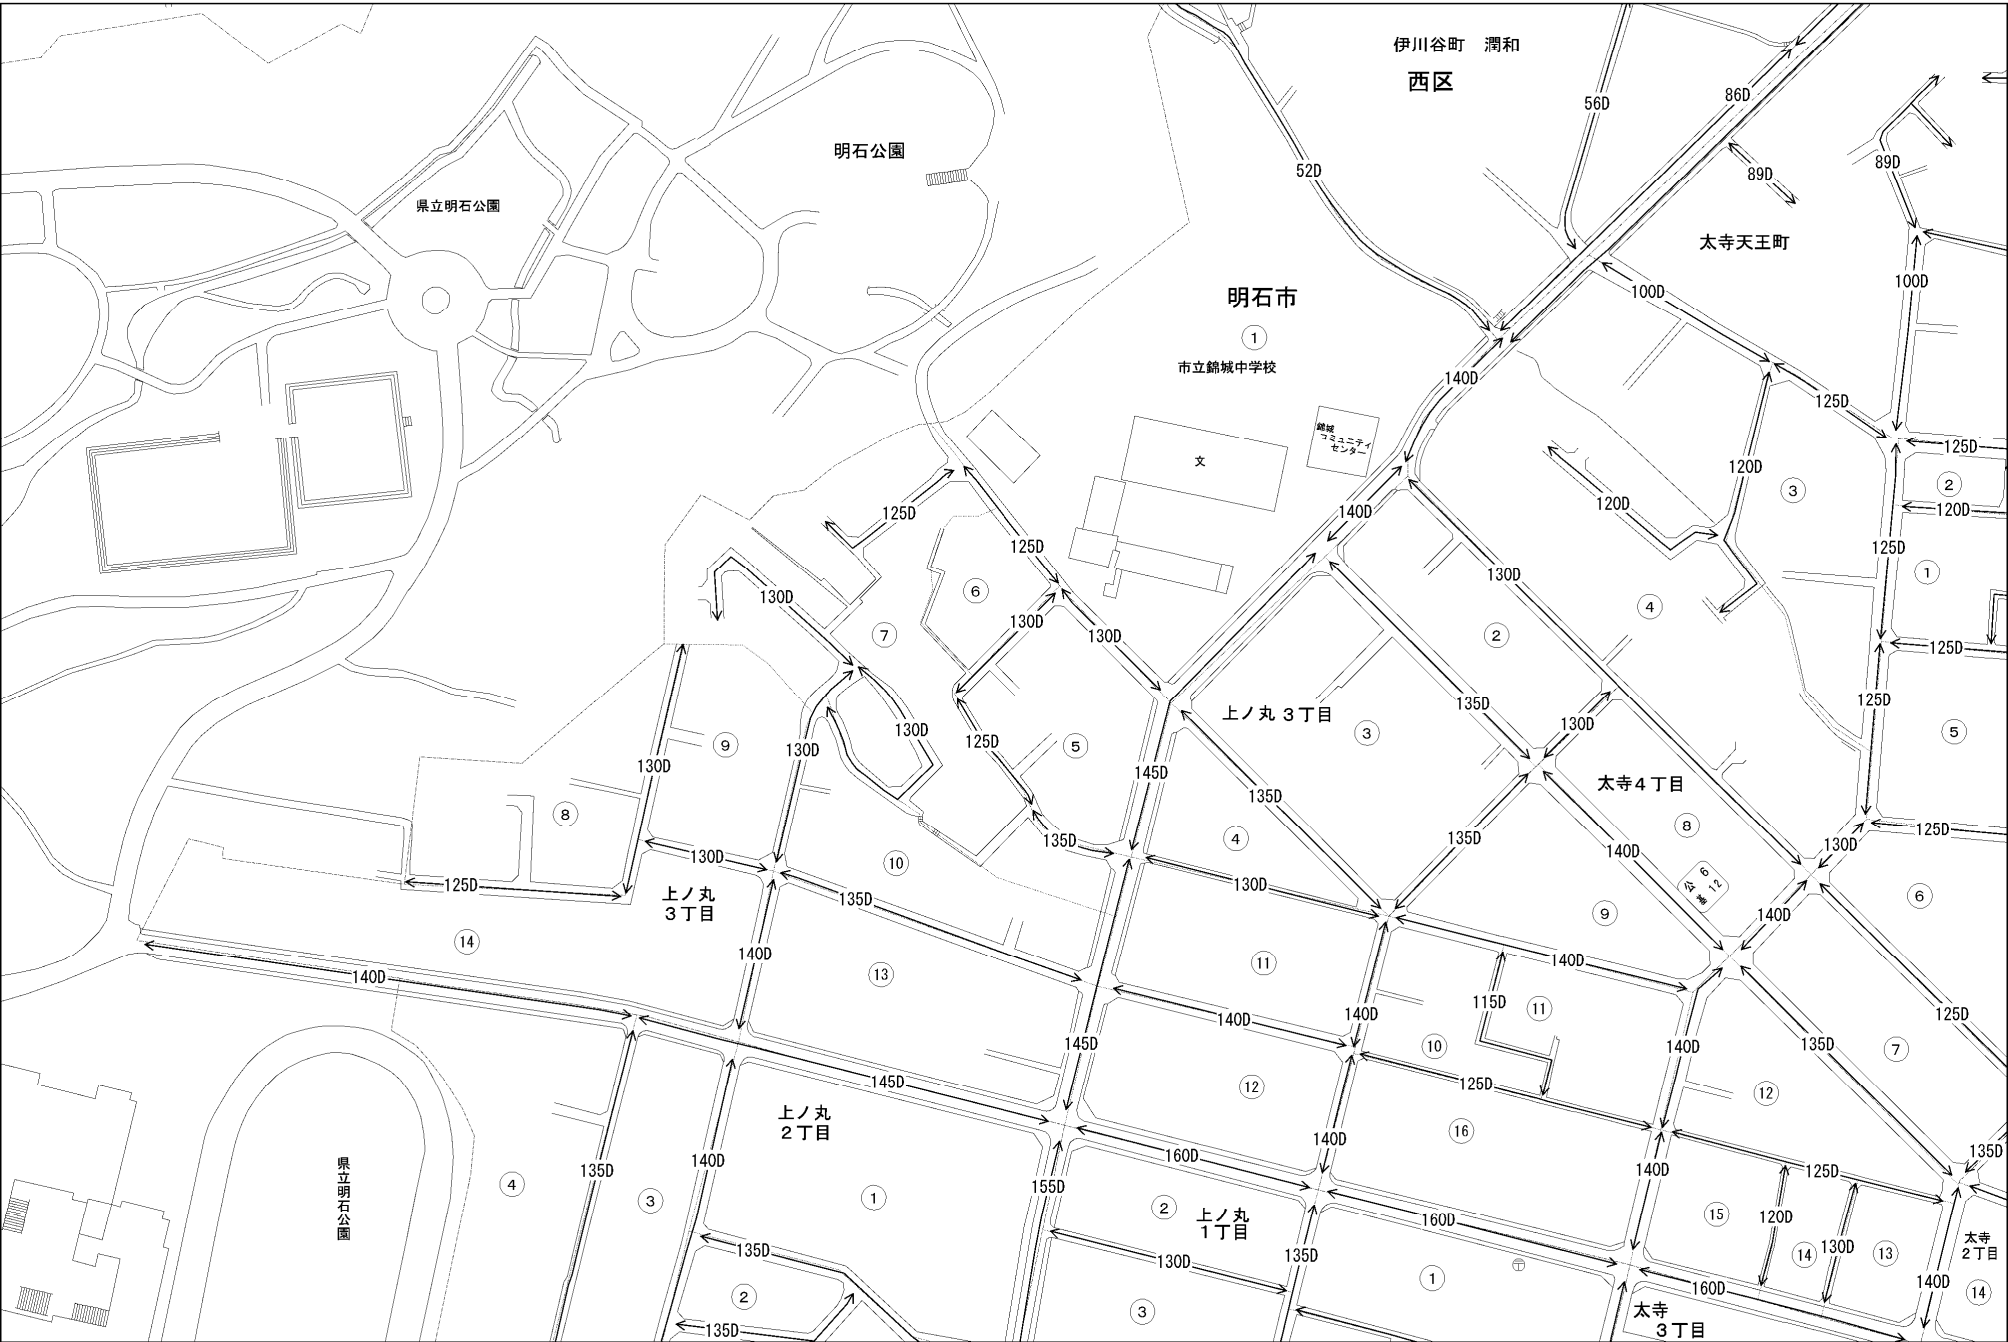 伊川谷町 潤和
西区
56D
86D
89D
89D
明石公園
52D
県立明石公園
太寺天王町
100D
100D
明石市
①
市立錦城中学校
140D
125D
錦城
コミュニティ
センター
125D
文
120D
③
②
125D
140D
120D
120D
125D
130D
125D
①
130D
⑥
④
130D
⑦
130D
②
125D
125D
135D
上ノ丸 3丁目
130D
③
130D
125D
⑤
⑤
⑨
130D
130D
145D
太寺4丁目
135D
⑧
⑧
125D
④
135D
135D
130D
140D
130D
⑩
125D
130D
公
6
12
⑥
上ノ丸
3丁目
135D
⑨
140D
⑭
140D
⑪
140D
140D
⑬
115D
⑪
125D
140D
140D
145D
⑩
140D
135D
⑦
145D
⑫
125D
⑫
上ノ丸
2丁目
⑯
140D
135D
県立明石公園
④
135D
140D
160D
140D
125D
③
①
155D
②
上ノ丸
1丁目
160D
⑮
120D
太寺
2丁目
135D
130D
135D
⑭
130D
⑬
②
③
①
160D
140D
⑭
135D
太寺
3丁目